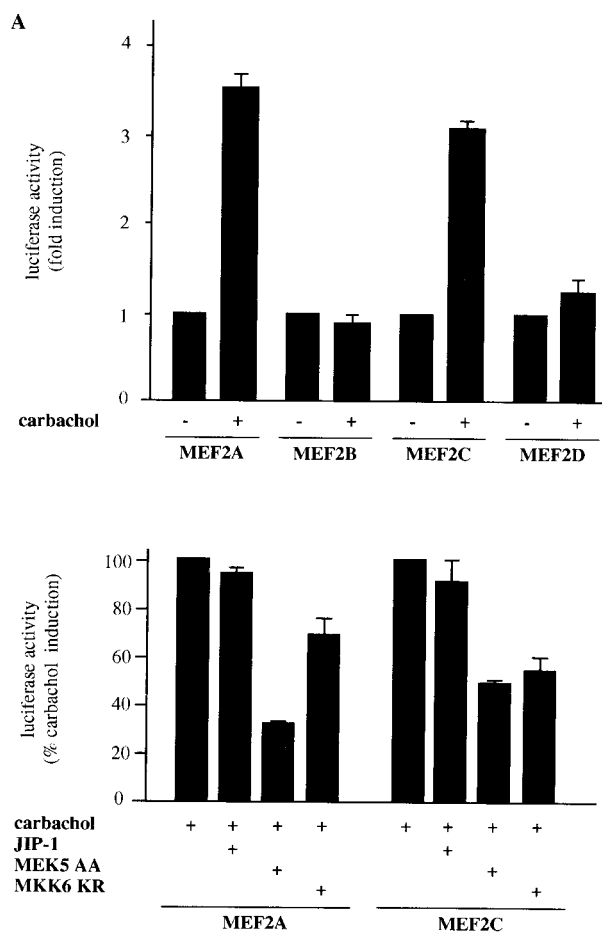 A
luciferase activity
(fold induction)
4
3
2
1
0
carbachol - + - + - + - +
MEF2A MEF2B MEF2C MEF2D
luciferase activity
(% carbachol induction)
100
80
60
40
20
0
carbachol + + + + + + + +
JIP-1 + +
MEK5 AA + +
MKK6 KR + +
MEF2A MEF2C